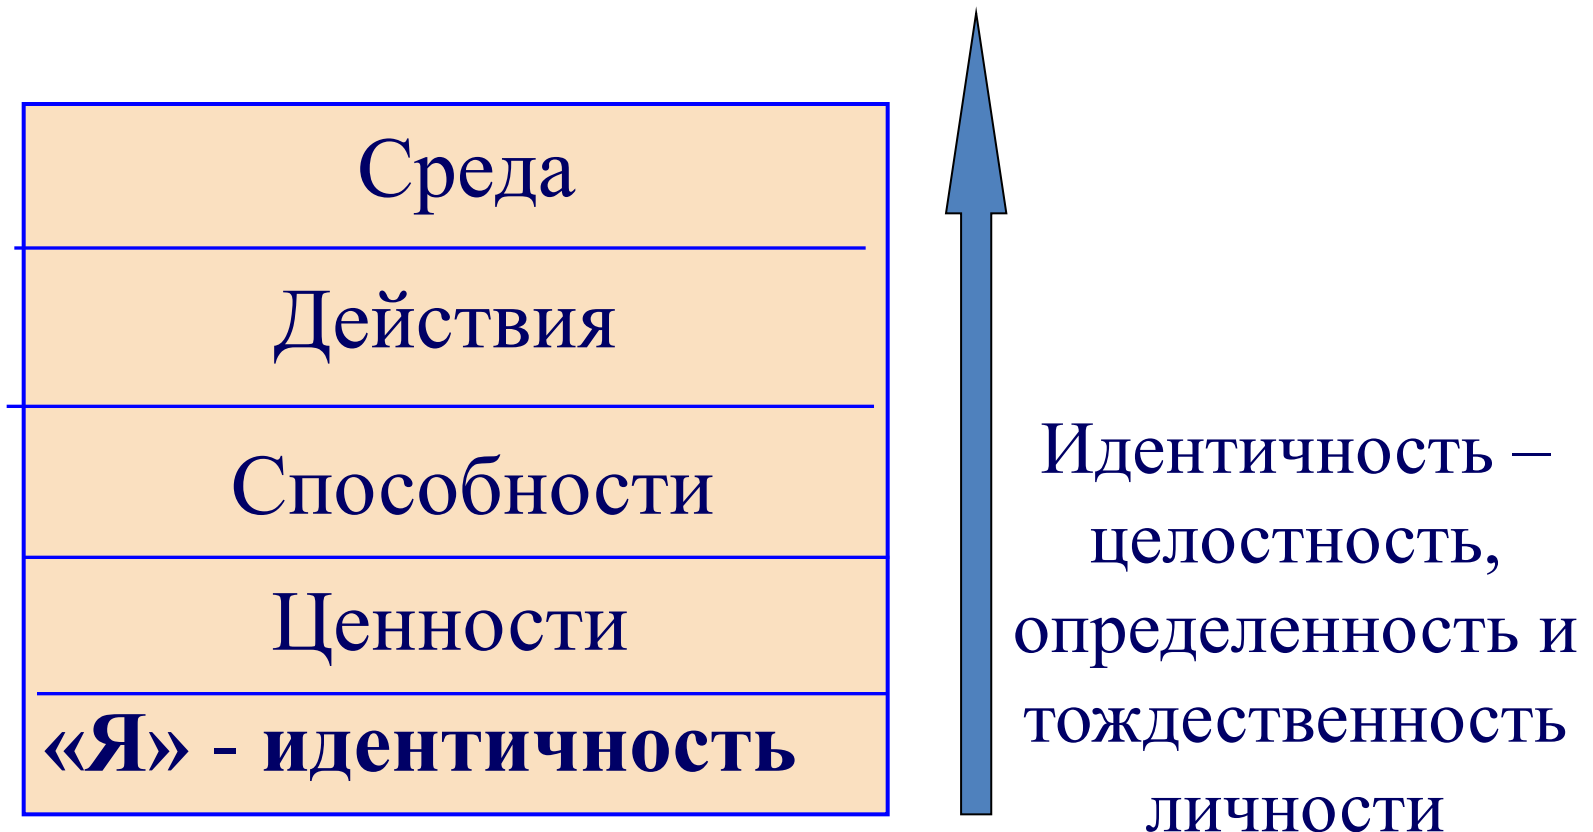 Среда
Действия
Способности
Ценности
«Я» - идентичность
Идентичность –
целостность,
определенность и
тождественность
личности